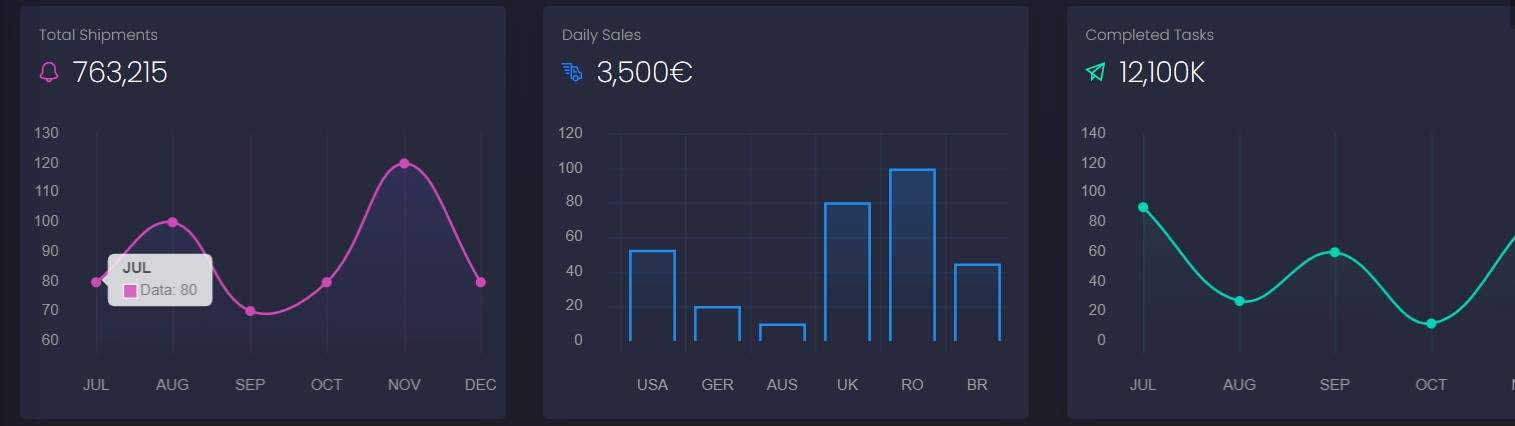 Total Shipments
763,215
130
120
110
100
90
80
70
60
JUL
Data: 80
JUL AUG SEP OCT NOV DEC
Daily Sales
3,500€
120
100
80
60
40
20
0
USA GER AUS UK RO BR
Completed Tasks
12,100K
140
120
100
80
60
40
20
0
JUL AUG SEP OCT